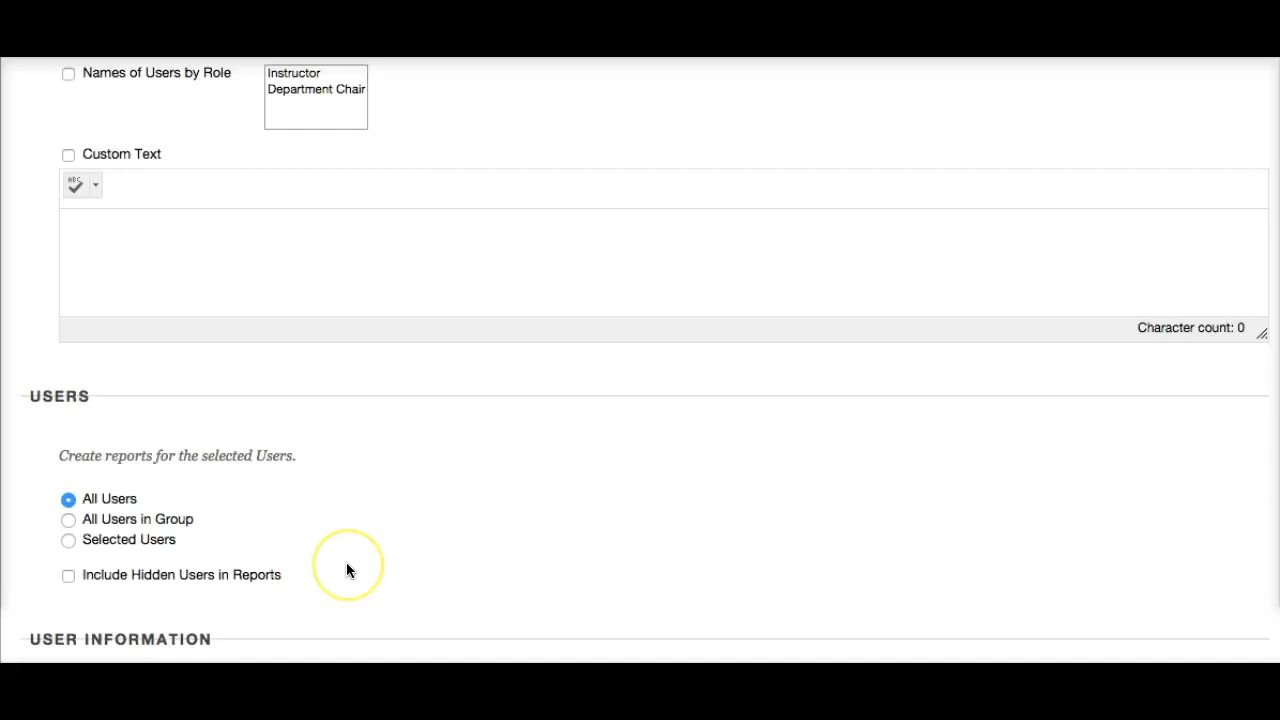 Names of Users by Role
Instructor
Department Chair
Custom Text
ABC
Character count: 0
USERS
Create reports for the selected Users.
All Users
All Users in Group
Selected Users
Include Hidden Users in Reports
USER INFORMATION